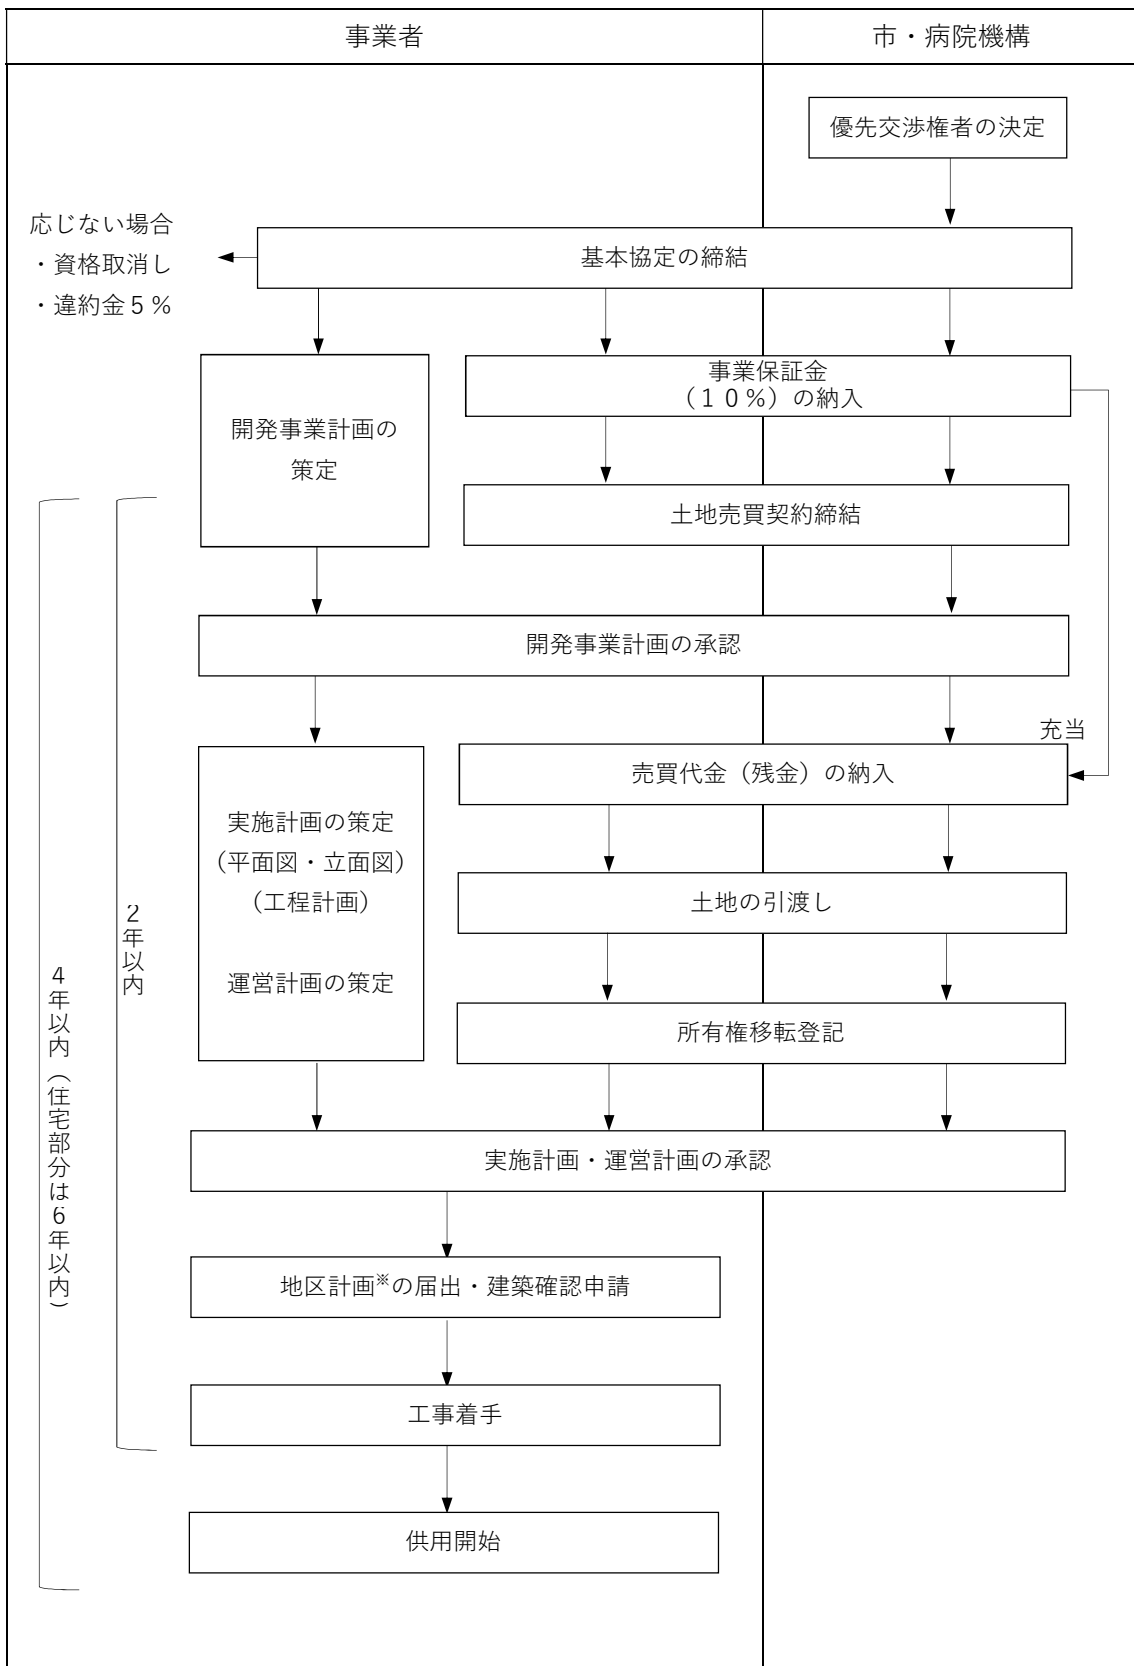 事業者
市・病院機構
優先交渉権者の決定
応じない場合
・資格取消し
・違約金５％
基本協定の締結
事業保証金
（１０％）の納入
開発事業計画の
策定
土地売買契約締結
開発事業計画の承認
充当
売買代金（残金）の納入
実施計画の策定
（平面図・立面図）
（工程計画）
運営計画の策定
土地の引渡し
所有権移転登記
2年以内
4年以内（住宅部分は6年以内）
実施計画・運営計画の承認
地区計画※の届出・建築確認申請
工事着手
供用開始